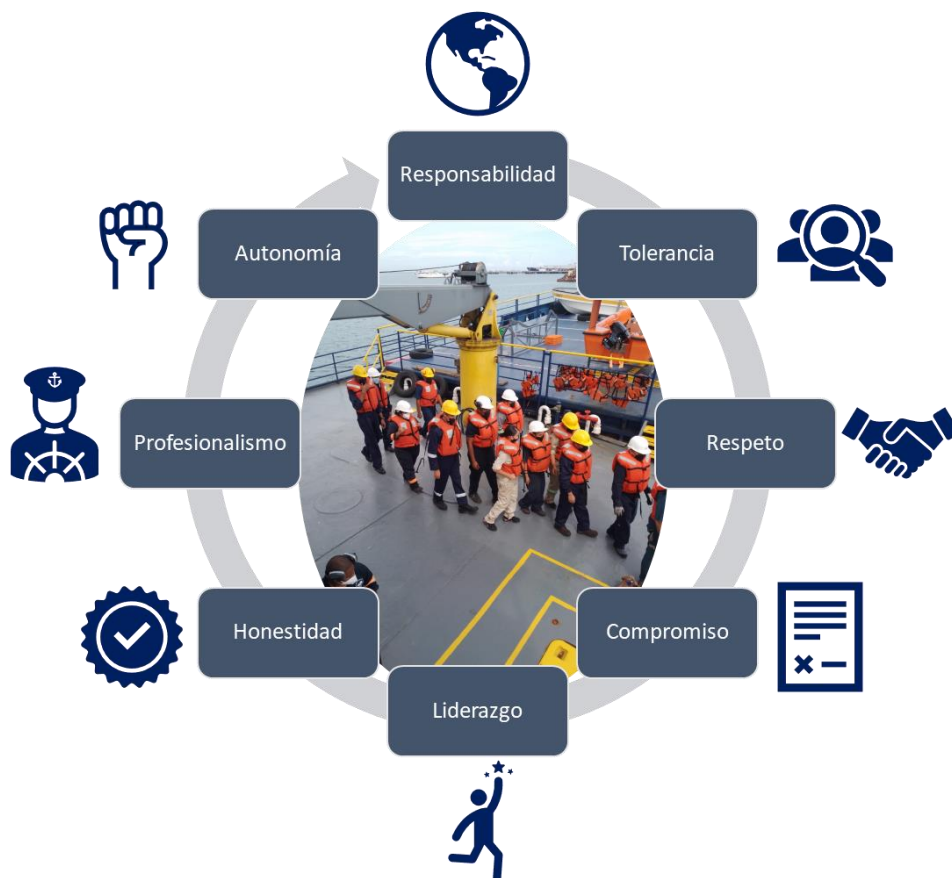 Responsabilidad
Tolerancia
Respeto
Compromiso
Liderazgo
Honestidad
Profesionalismo
Autonomía